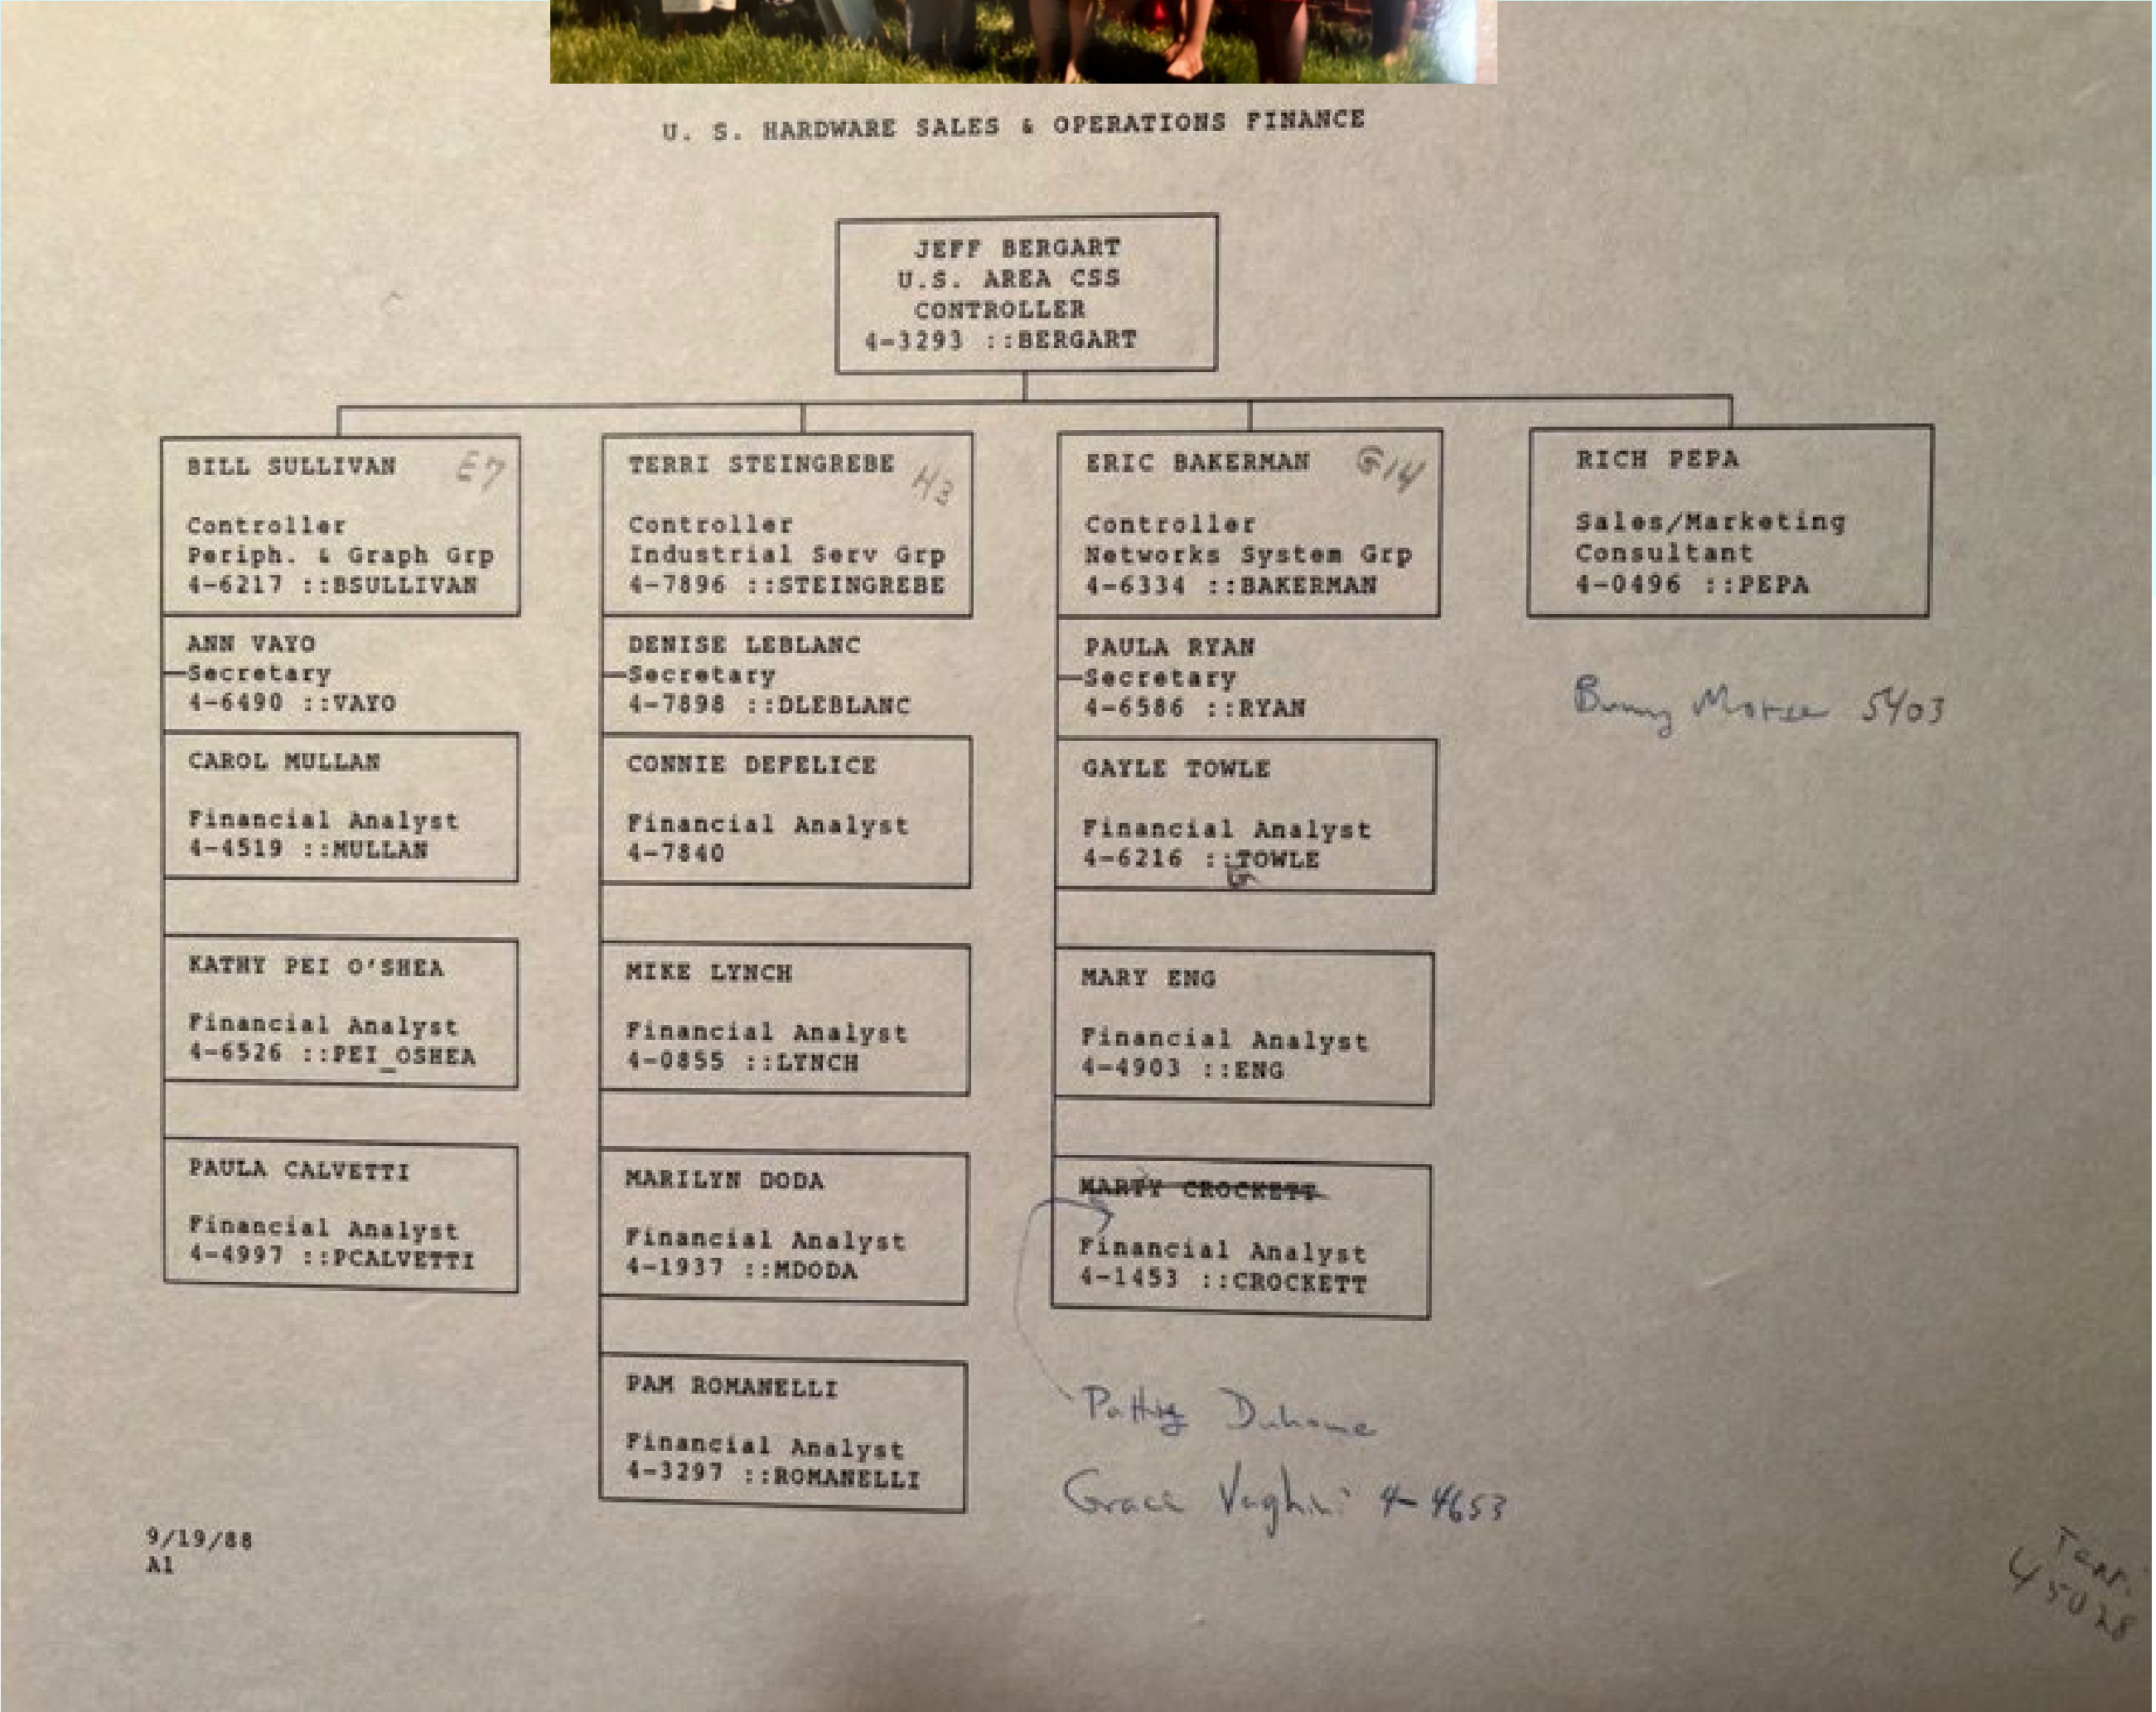 U. S. HARDWARE SALES & OPERATIONS FINANCE
JEFF BERGART
U.S. AREA CSS
CONTROLLER
4-3293 ::BERGART
BILL SULLIVAN E7
Controller
Periph. & Graph Grp
4-6217 ::BSULLIVAN
ANN VAYO
Secretary
4-6490 ::VAYO
CAROL MULLAN
Financial Analyst
4-4519 ::MULLAN
KATHY PEI O'SHEA
Financial Analyst
4-6526 ::PEI_OSHEA
PAULA CALVETTI
Financial Analyst
4-4997 ::PCALVETTI
TERRI STEINGREBE H3
Controller
Industrial Serv Grp
4-7896 ::STEINGREBE
DENISE LEBLANC
Secretary
4-7898 ::DLEBLANC
CONNIE DEFELICE
Financial Analyst
4-7840
MIKE LYNCH
Financial Analyst
4-0855 ::LYNCH
MARILYN DODA
Financial Analyst
4-1937 ::MDODA
PAM ROMANELLI
Financial Analyst
4-3297 ::ROMANELLI
ERIC BAKERMAN G14
Controller
Networks System Grp
4-6334 ::BAKERMAN
PAULA RYAN
Secretary
4-6586 ::RYAN
GAYLE TOWLE
Financial Analyst
4-6216 ::TOWLE
G
MARY ENG
Financial Analyst
4-4903 ::ENG
MARTY CROCKETT
Financial Analyst
4-1453 ::CROCKETT
Duhame
Grace 4-4653
RICH PEPA
Sales/Marketing
Consultant
4-0496 ::PEPA
5403
9/19/88
A1
Terri
45028